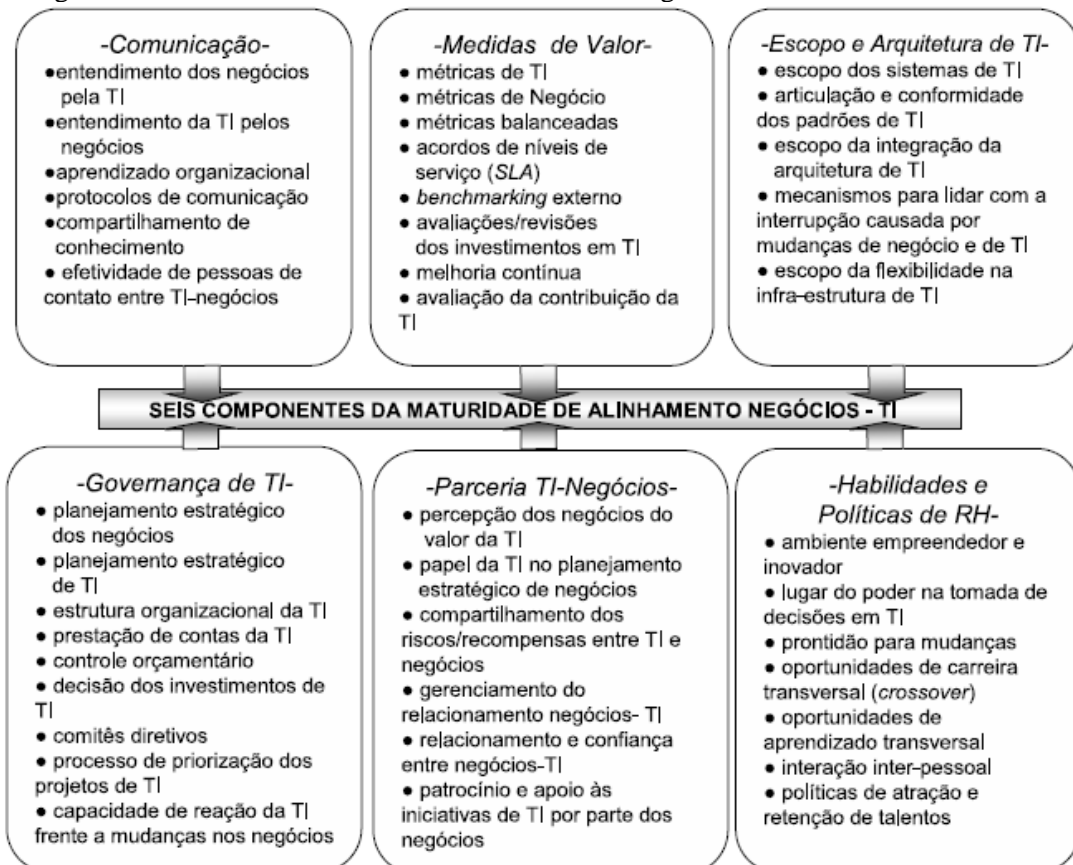 -Comunicação-
●entendimento dos negócios
pela TI
●entendimento da TI pelos
negócios
●aprendizado organizacional
●protocolos de comunicação
●compartilhamento de
conhecimento
● efetividade de pessoas de
contato entre TI-negócios
-Medidas de Valor-
● métricas de TI
● métricas de Negócio
● métricas balanceadas
● acordos de níveis de
serviço (SLA)
● benchmarking externo
● avaliações/revisões
dos investimentos em TI
● melhoria contínua
● avaliação da contribuição da
TI
-Escopo e Arquitetura de TI-
● escopo dos sistemas de TI
● articulação e conformidade
dos padrões de TI
● escopo da integração da
arquitetura de TI
● mecanismos para lidar com a
interrupção causada por
mudanças de negócio e de TI
● escopo da flexibilidade na
infra-estrutura de TI
SEIS COMPONENTES DA MATURIDADE DE ALINHAMENTO NEGÓCIOS - TI
-Governança de TI-
● planejamento estratégico
dos negócios
● planejamento estratégico
de TI
● estrutura organizacional da TI
● prestação de contas da TI
● controle orçamentário
● decisão dos investimentos de
TI
● comitês diretivos
● processo de priorização dos
projetos de TI
● capacidade de reação da TI
frente a mudanças nos negócios
-Parceria TI-Negócios-
● percepção dos negócios do
valor da TI
● papel da TI no planejamento
estratégico de negócios
● compartilhamento dos
riscos/recompensas entre TI e
negócios
● gerenciamento do
relacionamento negócios- TI
● relacionamento e confiança
entre negócios-TI
● patrocínio e apoio às
iniciativas de TI por parte dos
negócios
-Habilidades e
Políticas de RH-
● ambiente empreendedor e
inovador
● lugar do poder na tomada de
decisões em TI
● prontidão para mudanças
● oportunidades de carreira
transversal (crossover)
● oportunidades de
aprendizado transversal
● interação inter-pessoal
● políticas de atração e
retenção de talentos